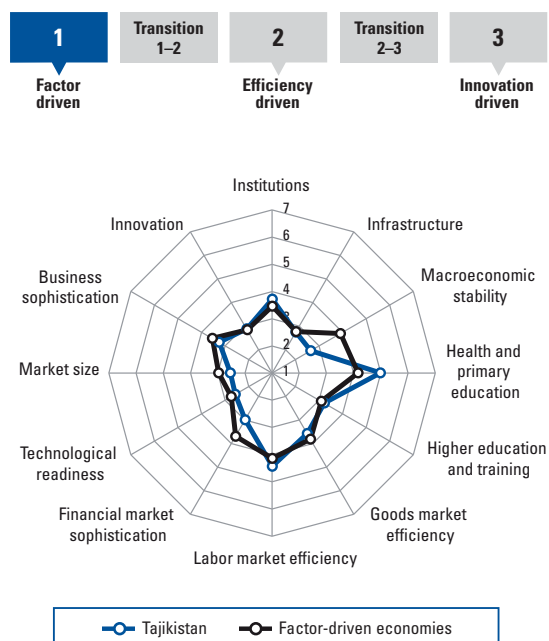 1
Transition
1–2
2
Transition
2–3
3
Factor
driven
Efficiency
driven
Innovation
driven
Institutions
7
Innovation
Infrastructure
6
5
Business
sophistication
Macroeconomic
stability
4
3
2
Market size
1
Health and
primary
education
Technological
readiness
Higher education
and training
Financial market
sophistication
Goods market
efficiency
Labor market efficiency
Tajikistan
Factor-driven economies